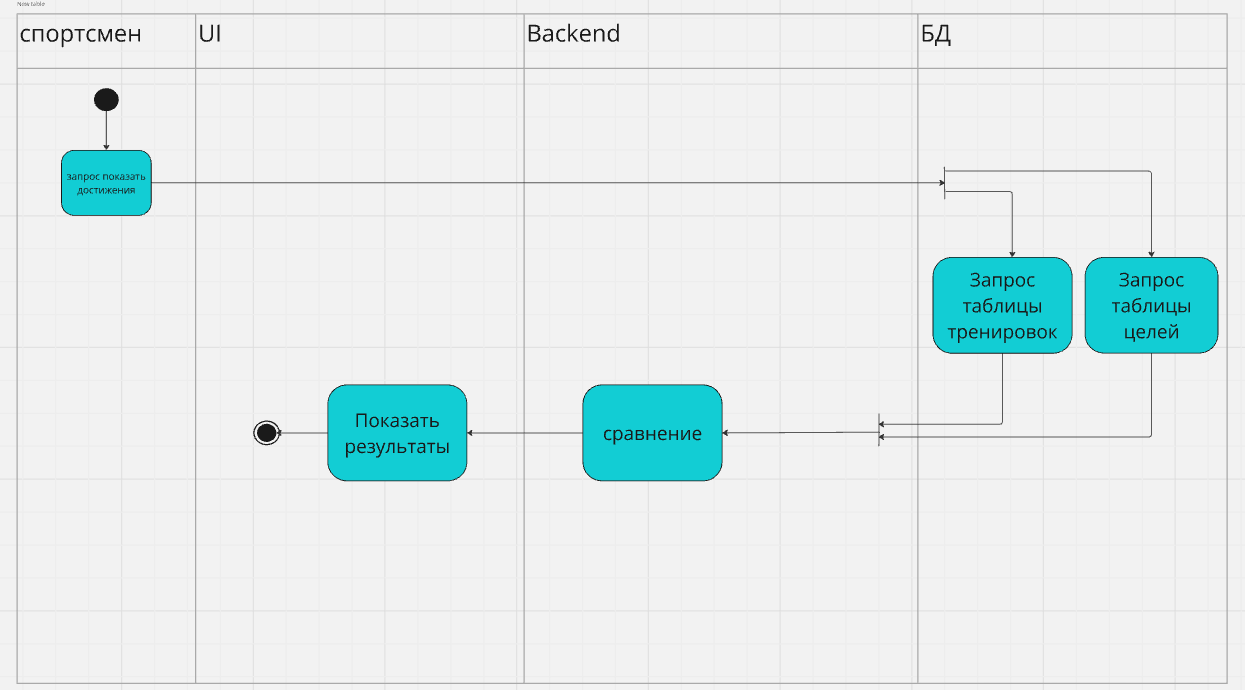 New table
спортсмен
UI
Backend
БД
запрос показать
достижения
Запрос
таблицы
тренировок
Запрос
таблицы
целей
Показать
результаты
сравнение